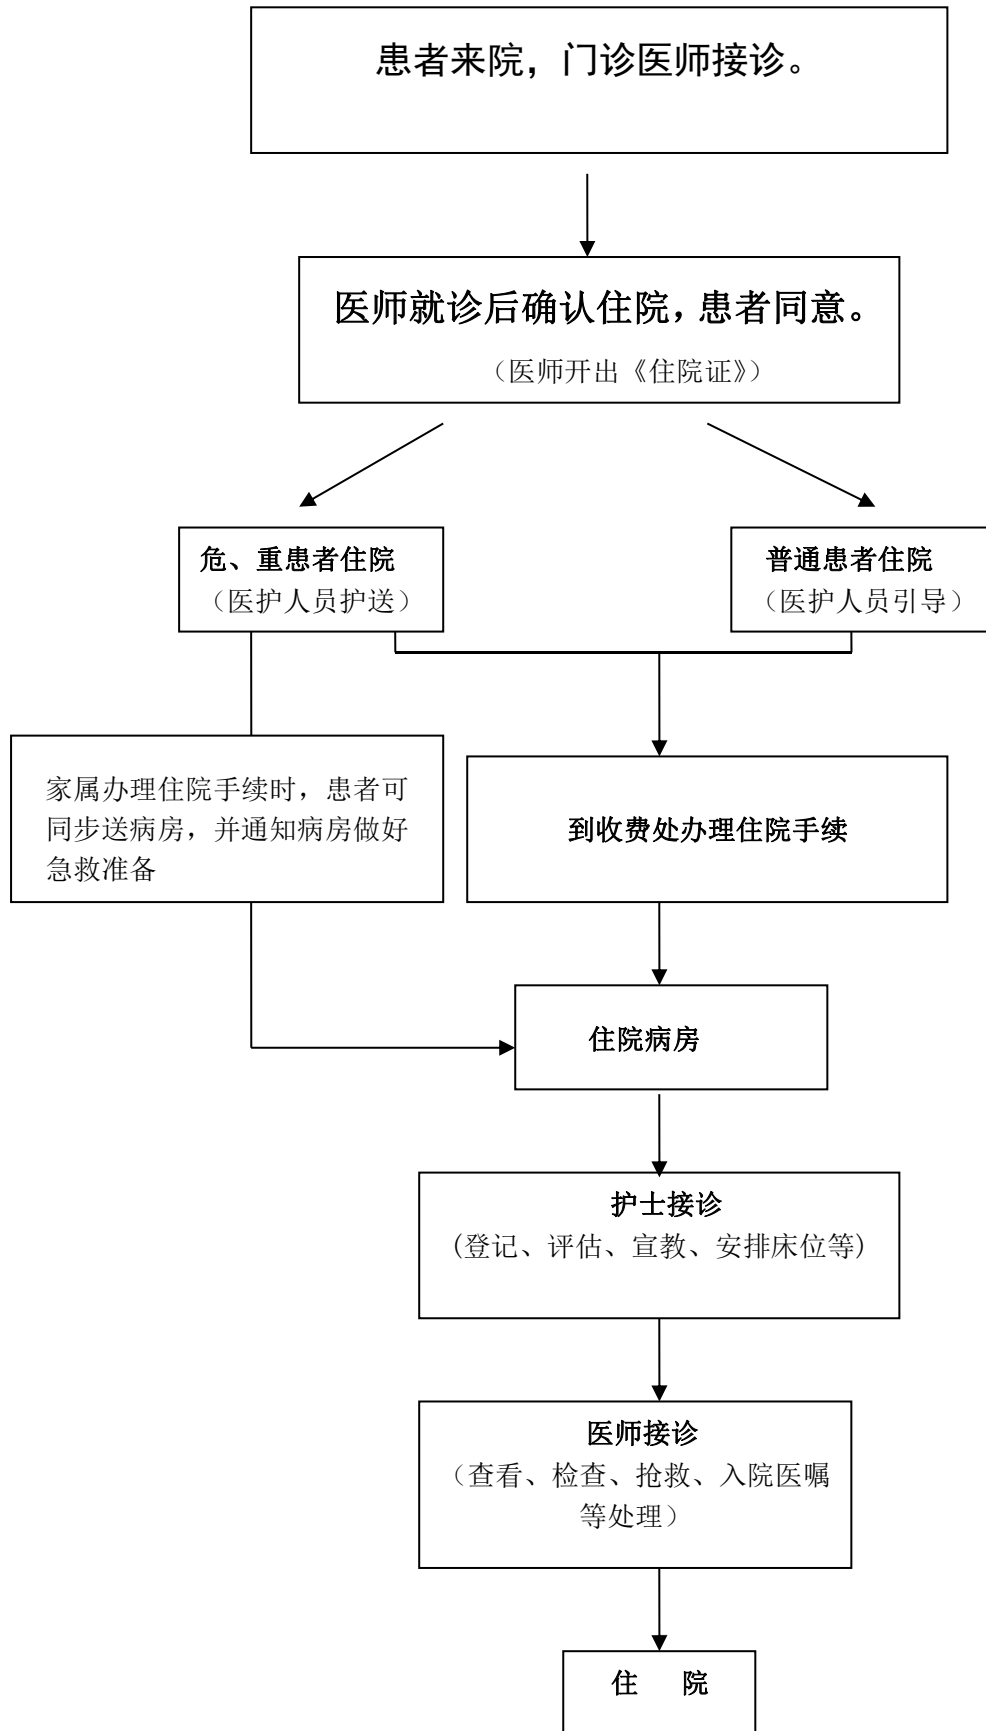 患者来院，门诊医师接诊。
医师就诊后确认住院，患者同意。
（医师开出《住院证》）
危、重患者住院
（医护人员护送）
普通患者住院
（医护人员引导）
家属办理住院手续时，患者可
同步送病房，并通知病房做好
急救准备
到收费处办理住院手续
住院病房
护士接诊
(登记、评估、宣教、安排床位等)
医师接诊
（查看、检查、抢救、入院医嘱
等处理）
住 院